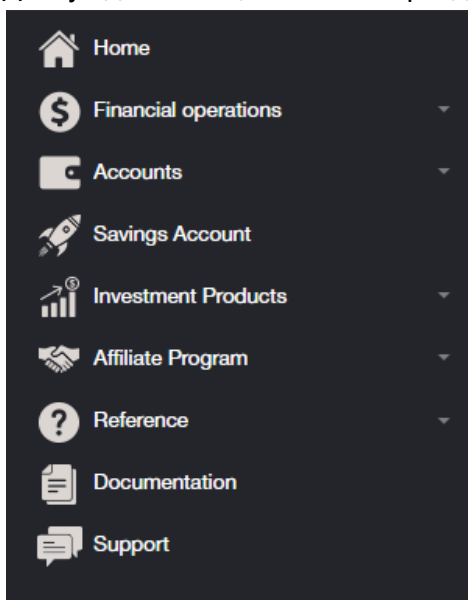 Home
Financial operations
Accounts
Savings Account
Investment Products
Affiliate Program
Reference
Documentation
Support